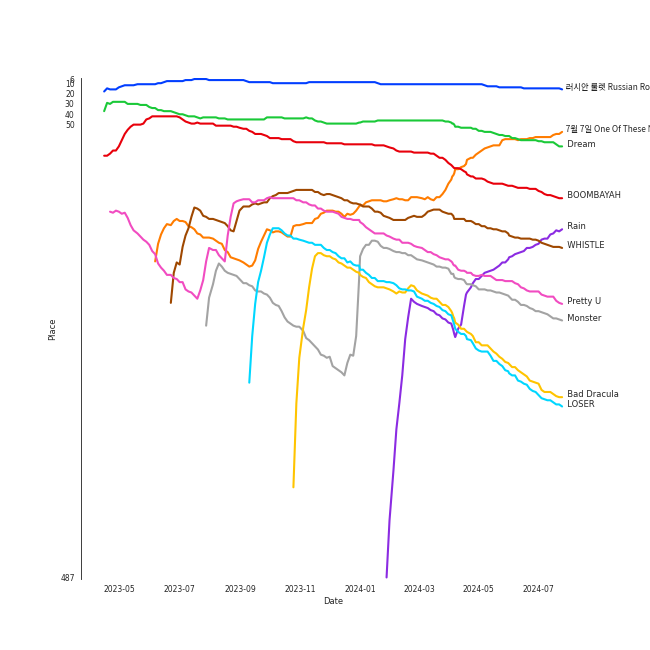 6
10
20
30
40
50
487
Place
2023-05
2023-07
2023-09
2023-11
2024-01
2024-03
2024-05
2024-07
Date
러시안 룰렛 Russian Ro
7월 7일 One Of These N
Dream
BOOMBAYAH
Rain
WHISTLE
Pretty U
Monster
Bad Dracula
LOSER